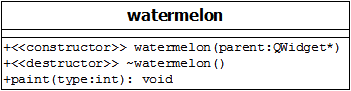 watermelon
+<<constructor>> watermelon(parent:QWidget*)
+<<destructor>> ~watermelon()
+paint(type:int): void